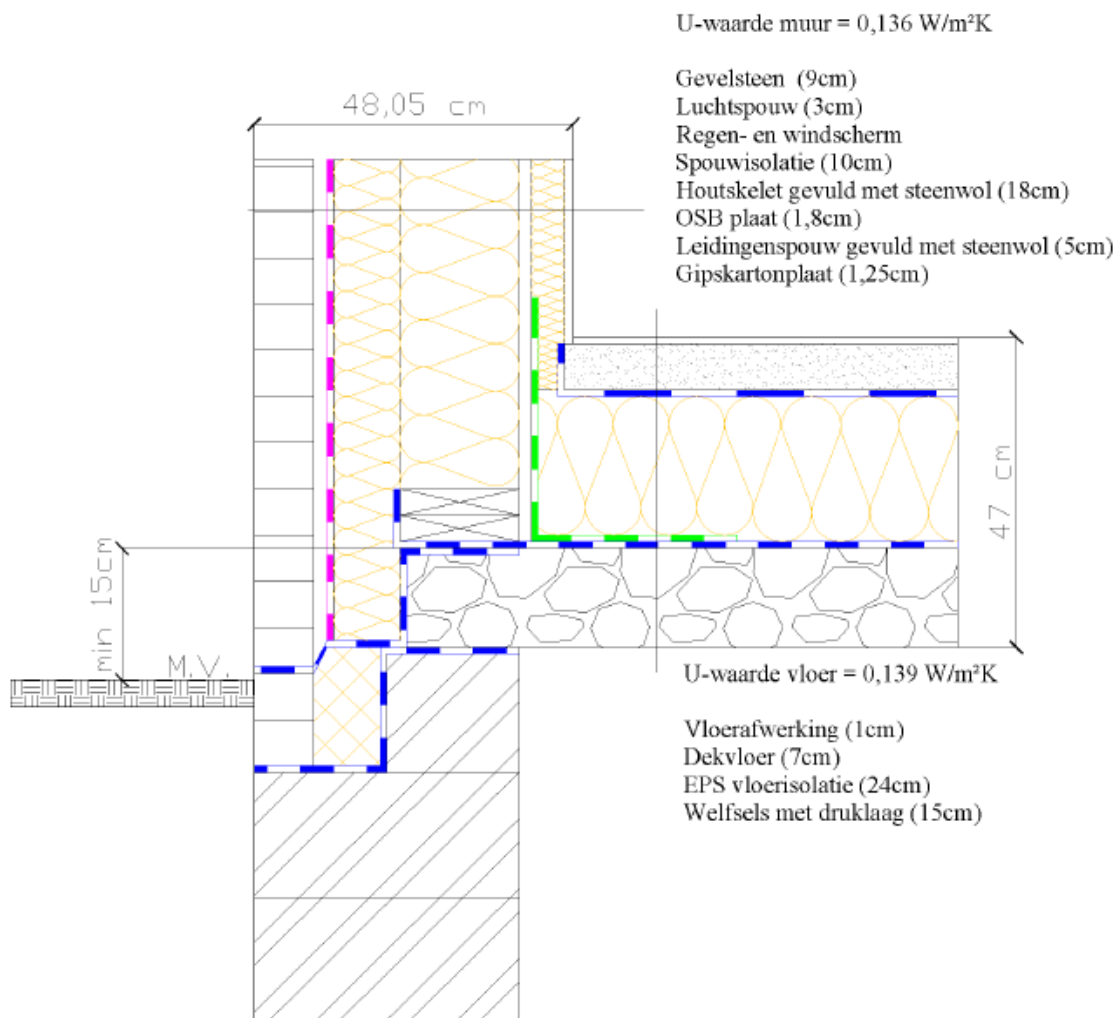 U-waarde muur = 0,136 W/m²K
Gevelsteen (9cm)
Luchtspouw (3cm)
Regen- en windscherm
Spouwisolatie (10cm)
Houtskelet gevuld met steenwol (18cm)
OSB plaat (1,8cm)
Leidingenspouw gevuld met steenwol (5cm)
Gipskartonplaat (1,25cm)
48,05 cm
47 cm
min 15cm
M.V.
U-waarde vloer = 0,139 W/m²K
Vloerafwerking (1cm)
Dekvloer (7cm)
EPS vloerisolatie (24cm)
Welfsels met druklaag (15cm)